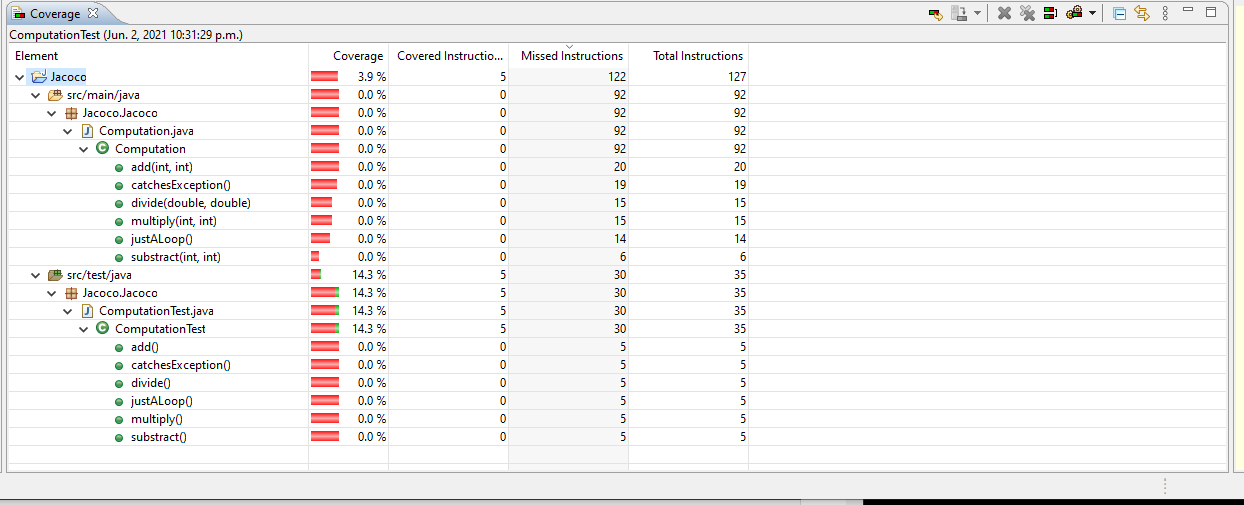 Coverage
ComputationTest (Jun. 2, 2021 10:31:29 p.m.)
Element Coverage Covered Instructio... Missed Instructions Total Instructions
Jacoco 3.9 % 5 122 127
src/main/java 0.0 % 0 92 92
Jacoco.Jacoco 0.0 % 0 92 92
Computation.java 0.0 % 0 92 92
Computation 0.0 % 0 92 92
add(int, int) 0.0 % 0 20 20
catchesException() 0.0 % 0 19 19
divide(double, double) 0.0 % 0 15 15
multiply(int, int) 0.0 % 0 15 15
justALoop() 0.0 % 0 14 14
substract(int, int) 0.0 % 0 6 6
src/test/java 14.3 % 5 30 35
Jacoco.Jacoco 14.3 % 5 30 35
ComputationTest.java 14.3 % 5 30 35
ComputationTest 14.3 % 5 30 35
add() 0.0 % 0 5 5
catchesException() 0.0 % 0 5 5
divide() 0.0 % 0 5 5
justALoop() 0.0 % 0 5 5
multiply() 0.0 % 0 5 5
substract() 0.0 % 0 5 5